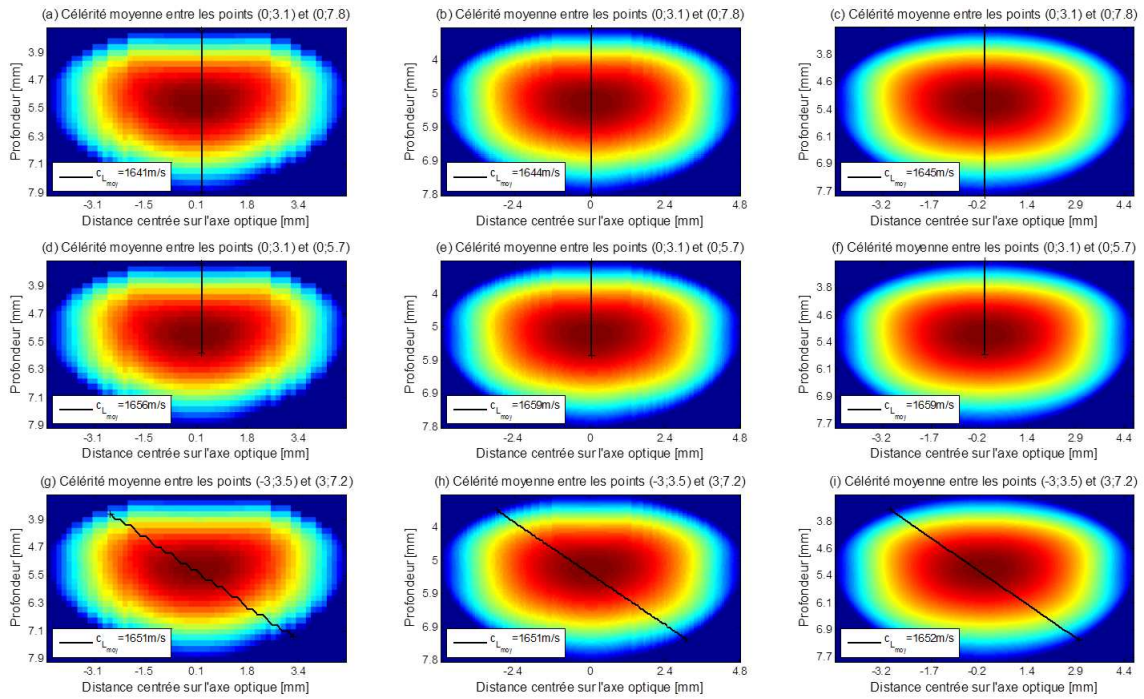 (a) Célérité moyenne entre les points (0;3.1) et (0;7.8)
Profondeur [mm]
3.9
4.7
5.5
6.3
7.1
7.9
c_L_moy =1641m/s
-3.1 -1.5 0.1 1.8 3.4
Distance centrée sur l'axe optique [mm]
(b) Célérité moyenne entre les points (0;3.1) et (0;7.8)
Profondeur [mm]
4
5
5.9
6.9
7.8
c_L_moy =1644m/s
-2.4 0 2.4 4.8
Distance centrée sur l'axe optique [mm]
(c) Célérité moyenne entre les points (0;3.1) et (0;7.8)
Profondeur [mm]
3.8
4.6
5.4
6.1
6.9
7.7
c_L_moy =1645m/s
-3.2 -1.7 -0.2 1.4 2.9 4.4
Distance centrée sur l'axe optique [mm]
(d) Célérité moyenne entre les points (0;3.1) et (0;5.7)
Profondeur [mm]
3.9
4.7
5.5
6.3
7.1
7.9
c_L_moy =1656m/s
-3.1 -1.5 0.1 1.8 3.4
Distance centrée sur l'axe optique [mm]
(e) Célérité moyenne entre les points (0;3.1) et (0;5.7)
Profondeur [mm]
4
5
5.9
6.9
7.8
c_L_moy =1659m/s
-2.4 0 2.4 4.8
Distance centrée sur l'axe optique [mm]
(f) Célérité moyenne entre les points (0;3.1) et (0;5.7)
Profondeur [mm]
3.8
4.6
5.4
6.1
6.9
7.7
c_L_moy =1659m/s
-3.2 -1.7 -0.2 1.4 2.9 4.4
Distance centrée sur l'axe optique [mm]
(g) Célérité moyenne entre les points (-3;3.5) et (3;7.2)
Profondeur [mm]
3.9
4.7
5.5
6.3
7.1
7.9
c_L_moy =1651m/s
-3.1 -1.5 0.1 1.8 3.4
Distance centrée sur l'axe optique [mm]
(h) Célérité moyenne entre les points (-3;3.5) et (3;7.2)
Profondeur [mm]
4
5
5.9
6.9
7.8
c_L_moy =1651m/s
-2.4 0 2.4 4.8
Distance centrée sur l'axe optique [mm]
(i) Célérité moyenne entre les points (-3;3.5) et (3;7.2)
Profondeur [mm]
3.8
4.6
5.4
6.1
6.9
7.7
c_L_moy =1652m/s
-3.2 -1.7 -0.2 1.4 2.9 4.4
Distance centrée sur l'axe optique [mm]